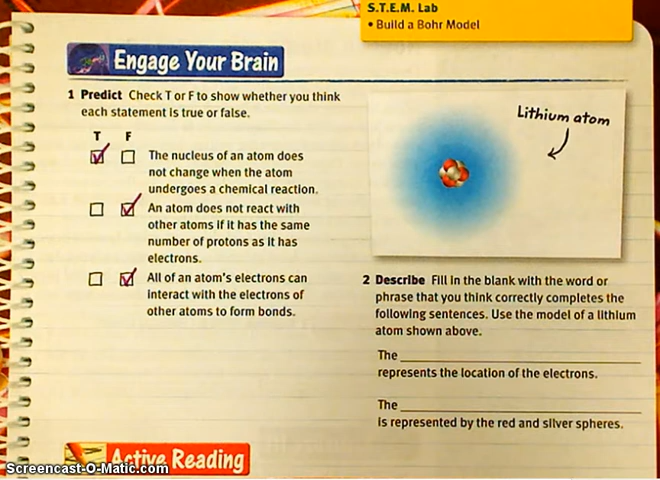 S.T.E.M. Lab
• Build a Bohr Model
Engage Your Brain
1 Predict Check T or F to show whether you think
each statement is true or false.
T F
The nucleus of an atom does
not change when the atom
undergoes a chemical reaction.
An atom does not react with
other atoms if it has the same
number of protons as it has
electrons.
All of an atom's electrons can
interact with the electrons of
other atoms to form bonds.
Lithium atom
2 Describe Fill in the blank with the word or
phrase that you think correctly completes the
following sentences. Use the model of a lithium
atom shown above.
The
represents the location of the electrons.
The
is represented by the red and silver spheres.
Active Reading
Screencast-O-Matic.com